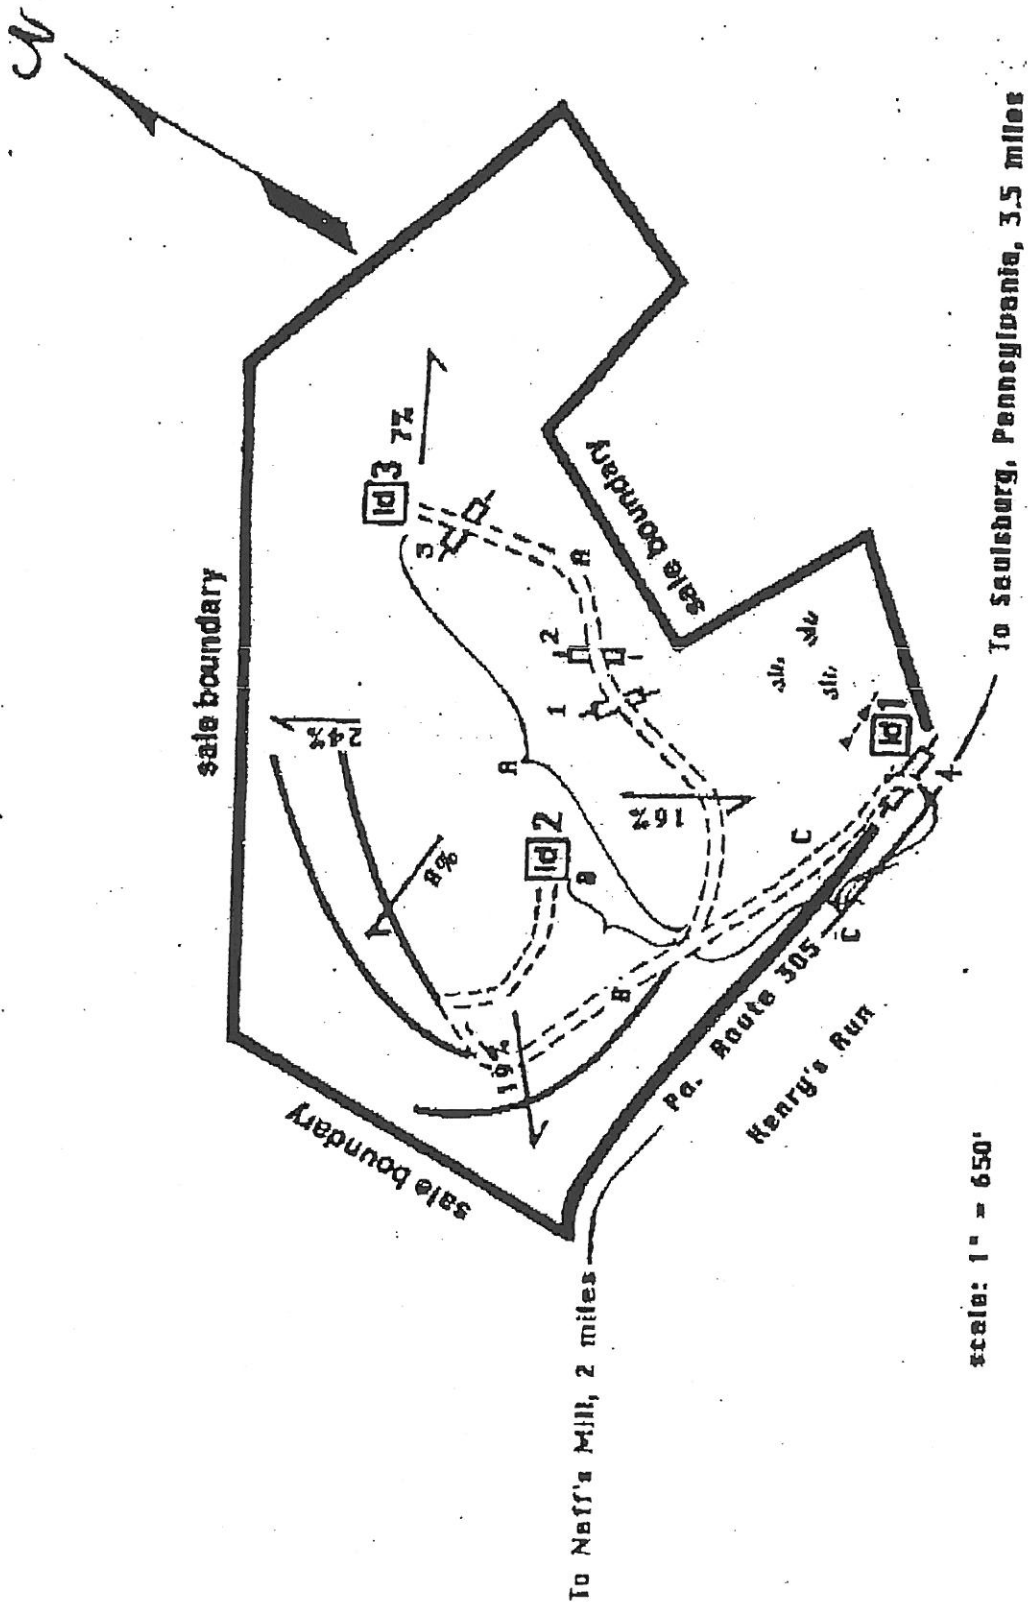 N
sale boundary
sale boundary
sale boundary
ld 3
7%
3
A
2
1
24%
A
8%
ld 2
B
16%
ld 1
4
C
C
B
19%
Pa. Route 305
Henry's Run
To Saulsburg, Pennsylvania, 3.5 miles
To Neff's Mill, 2 miles
scale: 1" = 650'